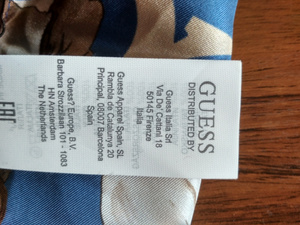 GUESS
DISTRIBUTED BY
Guess Italia Srl
Via De' Cattani 18
50145 Firenze
Italia
Guess Apparel Spain, SL
Rambla de Catalunya 20
Principal, 08007 Barcelona
Spain
Guess? Europe, B.V.
Barbara Strozzilaan 101 - 1083
HN Amsterdam
The Netherlands
EAC